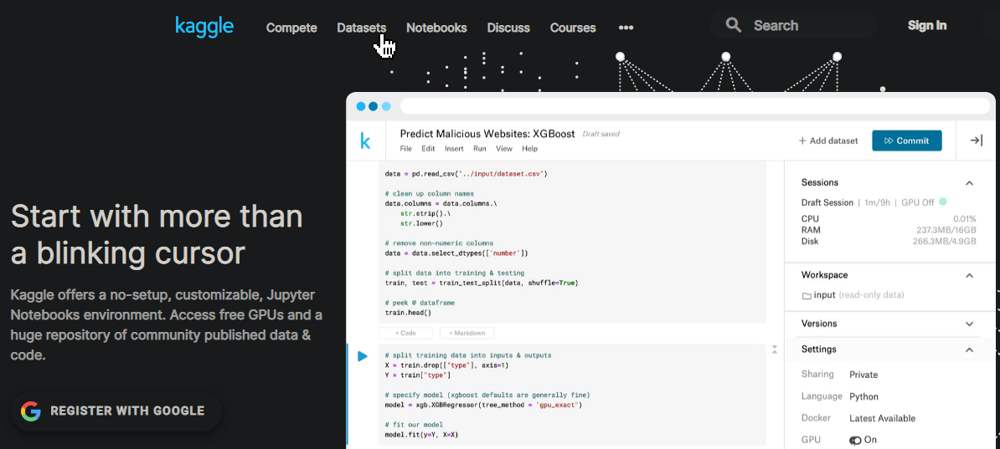 kaggle Compete Datasets Notebooks Discuss Courses ••• Search Sign In
Start with more than
a blinking cursor
Kaggle offers a no-setup, customizable, Jupyter
Notebooks environment. Access free GPUs and a
huge repository of community published data &
code.
REGISTER WITH GOOGLE
k
Predict Malicious Websites: XGBoost Draft saved
File Edit Insert Run View Help
+ Add dataset
Commit
data = pd.read_csv("../input/dataset.csv")
# clean up column names
data.columns = data.columns.\
str.strip().\
str.lower()
# remove non-numeric columns
data = data.select_dtypes(['number'])
# split data into training & testing
train, test = train_test_split(data, shuffle=True)
# peek @ dataframe
train.head()
+ Code + Markdown
# split training data into inputs & outputs
X = train.drop(["type"], axis=1)
Y = train["type"]
# specify model (xgboost defaults are generally fine)
model = xgb.XGBRegressor(tree_method = "gpu_exact")
# fit our model
model.fit(y=Y, X=X)
Sessions
Draft Session | 1m/9h | GPU Off
CPU 0.01%
RAM 237.3MB/16GB
Disk 266.3MB/4.9GB
Workspace
input (read-only data)
Versions
Settings
Sharing Private
Language Python
Docker Latest Available
GPU On